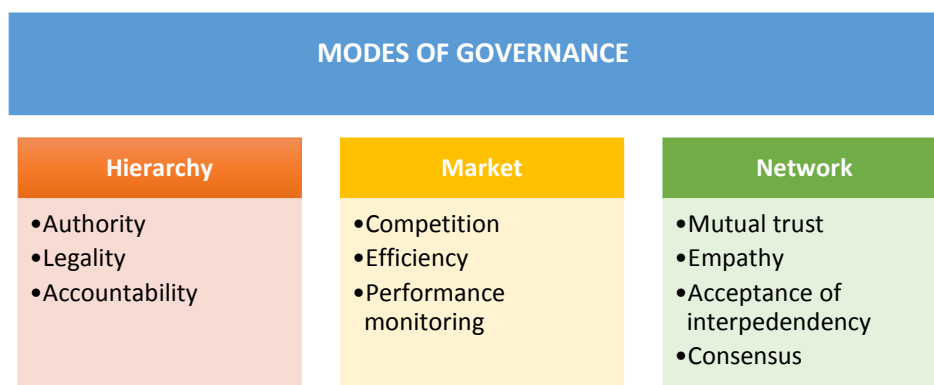 MODES OF GOVERNANCE
Hierarchy
•Authority
•Legality
•Accountability
Market
•Competition
•Efficiency
•Performance
monitoring
Network
•Mutual trust
•Empathy
•Acceptance of
interpedendency
•Consensus